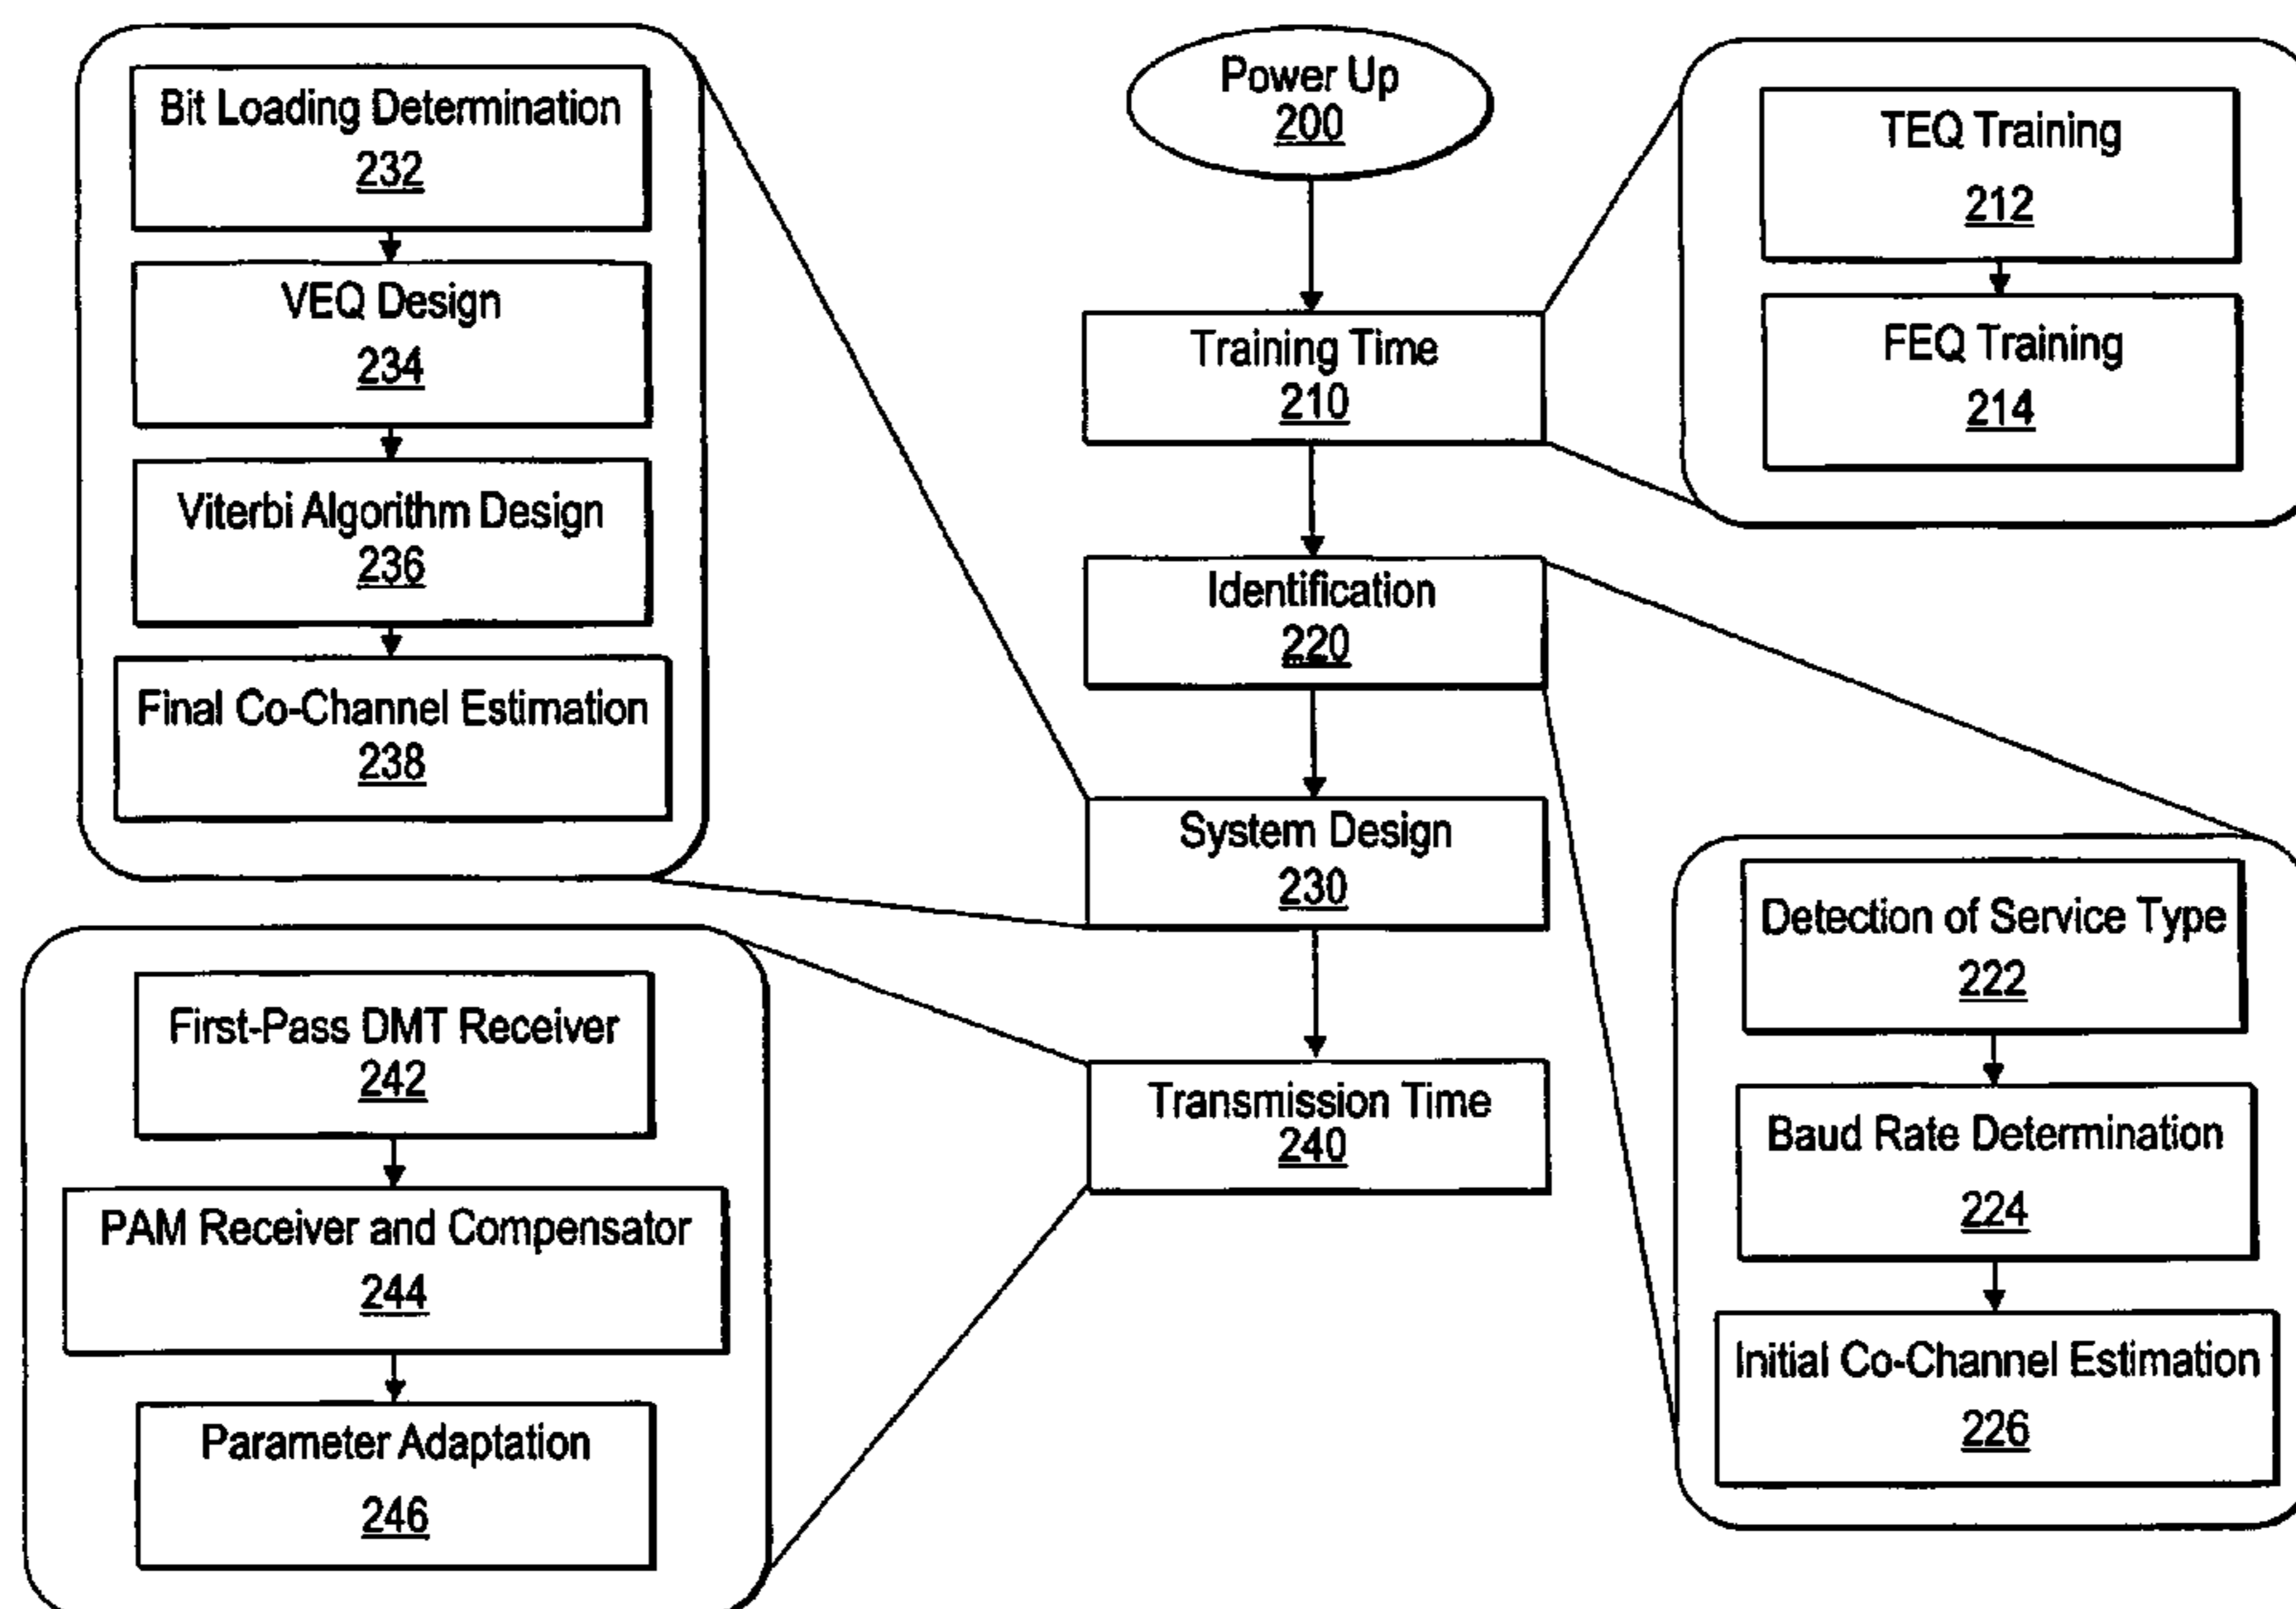 Power Up
200
Training Time
210
Identification
220
System Design
230
Transmission Time
240
TEQ Training
212
FEQ Training
214
Detection of Service Type
222
Baud Rate Determination
224
Initial Co-Channel Estimation
226
Bit Loading Determination
232
VEQ Design
234
Viterbi Algorithm Design
236
Final Co-Channel Estimation
238
First-Pass DMT Receiver
242
PAM Receiver and Compensator
244
Parameter Adaptation
246